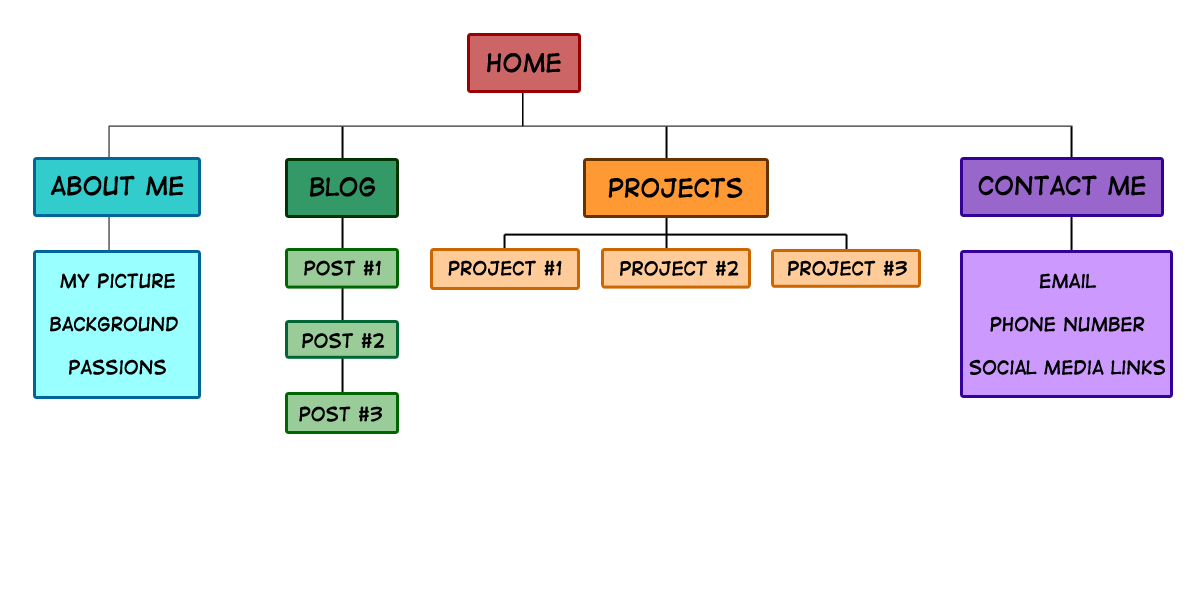 HOME
ABOUT ME
BLOG
PROJECTS
CONTACT ME
MY PICTURE
BACKGROUND
PASSIONS
POST #1
POST #2
POST #3
PROJECT #1
PROJECT #2
PROJECT #3
EMAIL
PHONE NUMBER
SOCIAL MEDIA LINKS